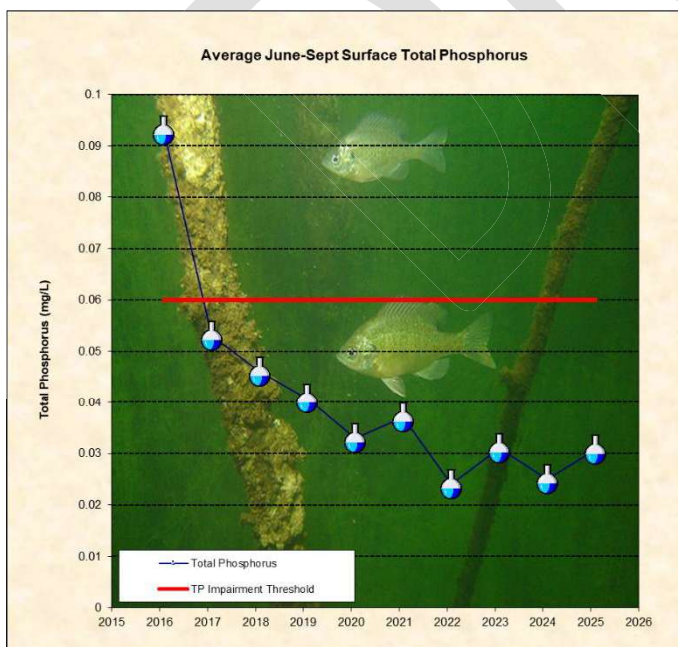 Average June-Sept Surface Total Phosphorus
Total Phosphorus (mg/L)
0.1
0.09
0.08
0.07
0.06
0.05
0.04
0.03
0.02
0.01
0
Total Phosphorus
TP Impairment Threshold
2015 2016 2017 2018 2019 2020 2021 2022 2023 2024 2025 2026